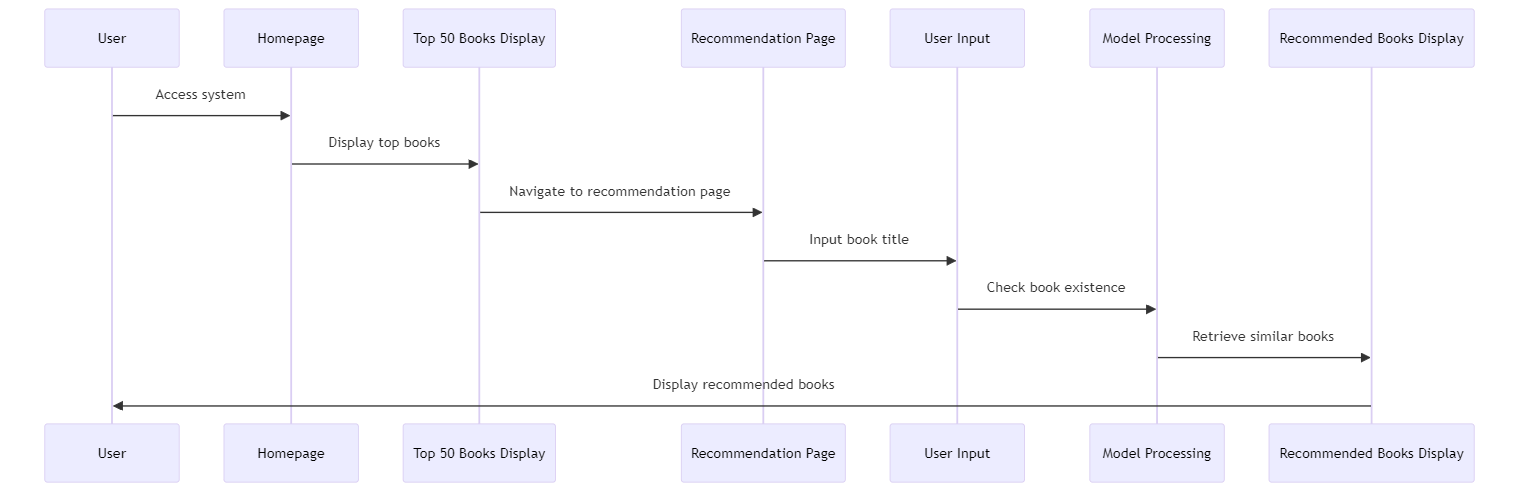 User
Homepage
Top 50 Books Display
Recommendation Page
User Input
Model Processing
Recommended Books Display
Access system
Display top books
Navigate to recommendation page
Input book title
Check book existence
Retrieve similar books
Display recommended books
User
Homepage
Top 50 Books Display
Recommendation Page
User Input
Model Processing
Recommended Books Display